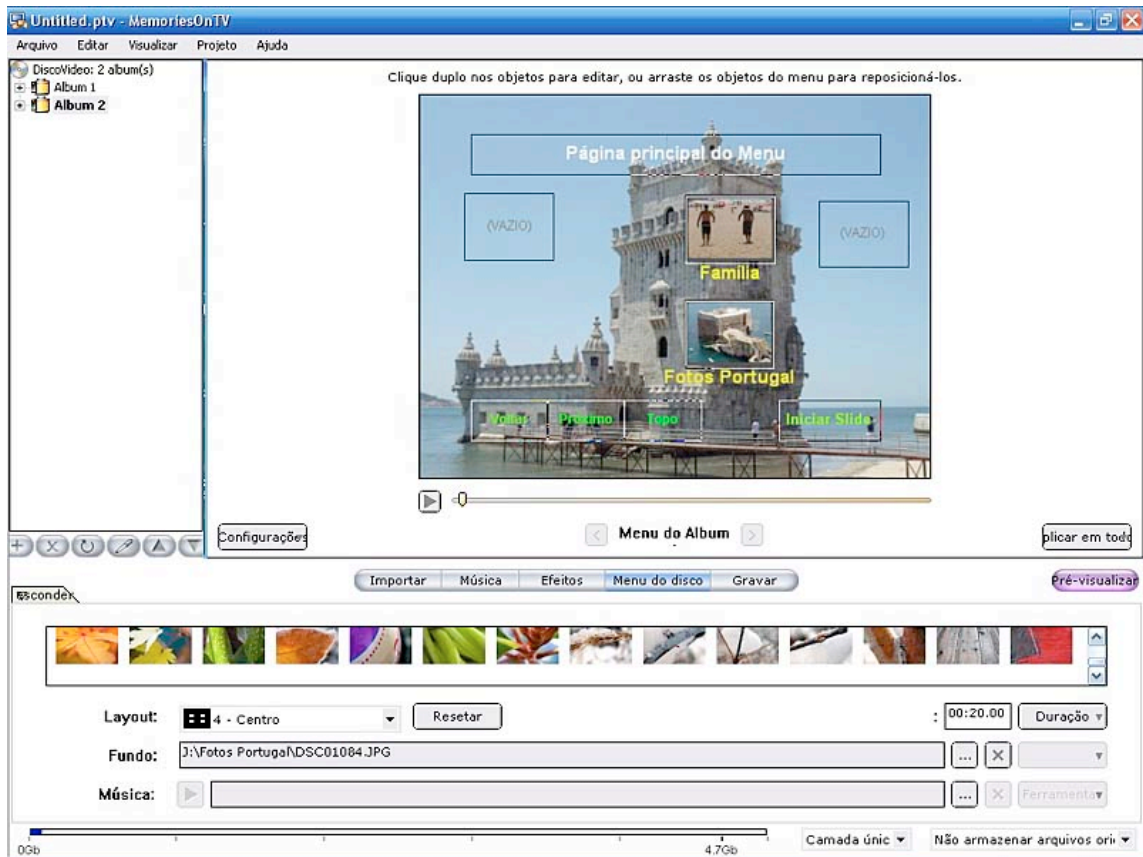 Untitled.ptv - MemoriesOnTV
Arquivo Editar Visualizar Projeto Ajuda
DiscoVideo: 2 album(s)
Album 1
Album 2
Clique duplo nos objetos para editar, ou arraste os objetos do menu para reposicioná-los.
Página principal do Menu
(VAZIO)
(VAZIO)
Família
Fotos Portugal
Voltar Próximo Topo Iniciar Slide
Configurações
Menu do Album
plicar em todo
Importar Música Efeitos Menu do disco Gravar
Pré-visualizar
Esconder
Layout: 4 - Centro Resetar : 00:20.00 Duração
Fundo: J:\Fotos Portugal\DSC01084.JPG ...
Música: ... Ferramentas
0Gb 4.7Gb Camada únic Não armazenar arquivos ori